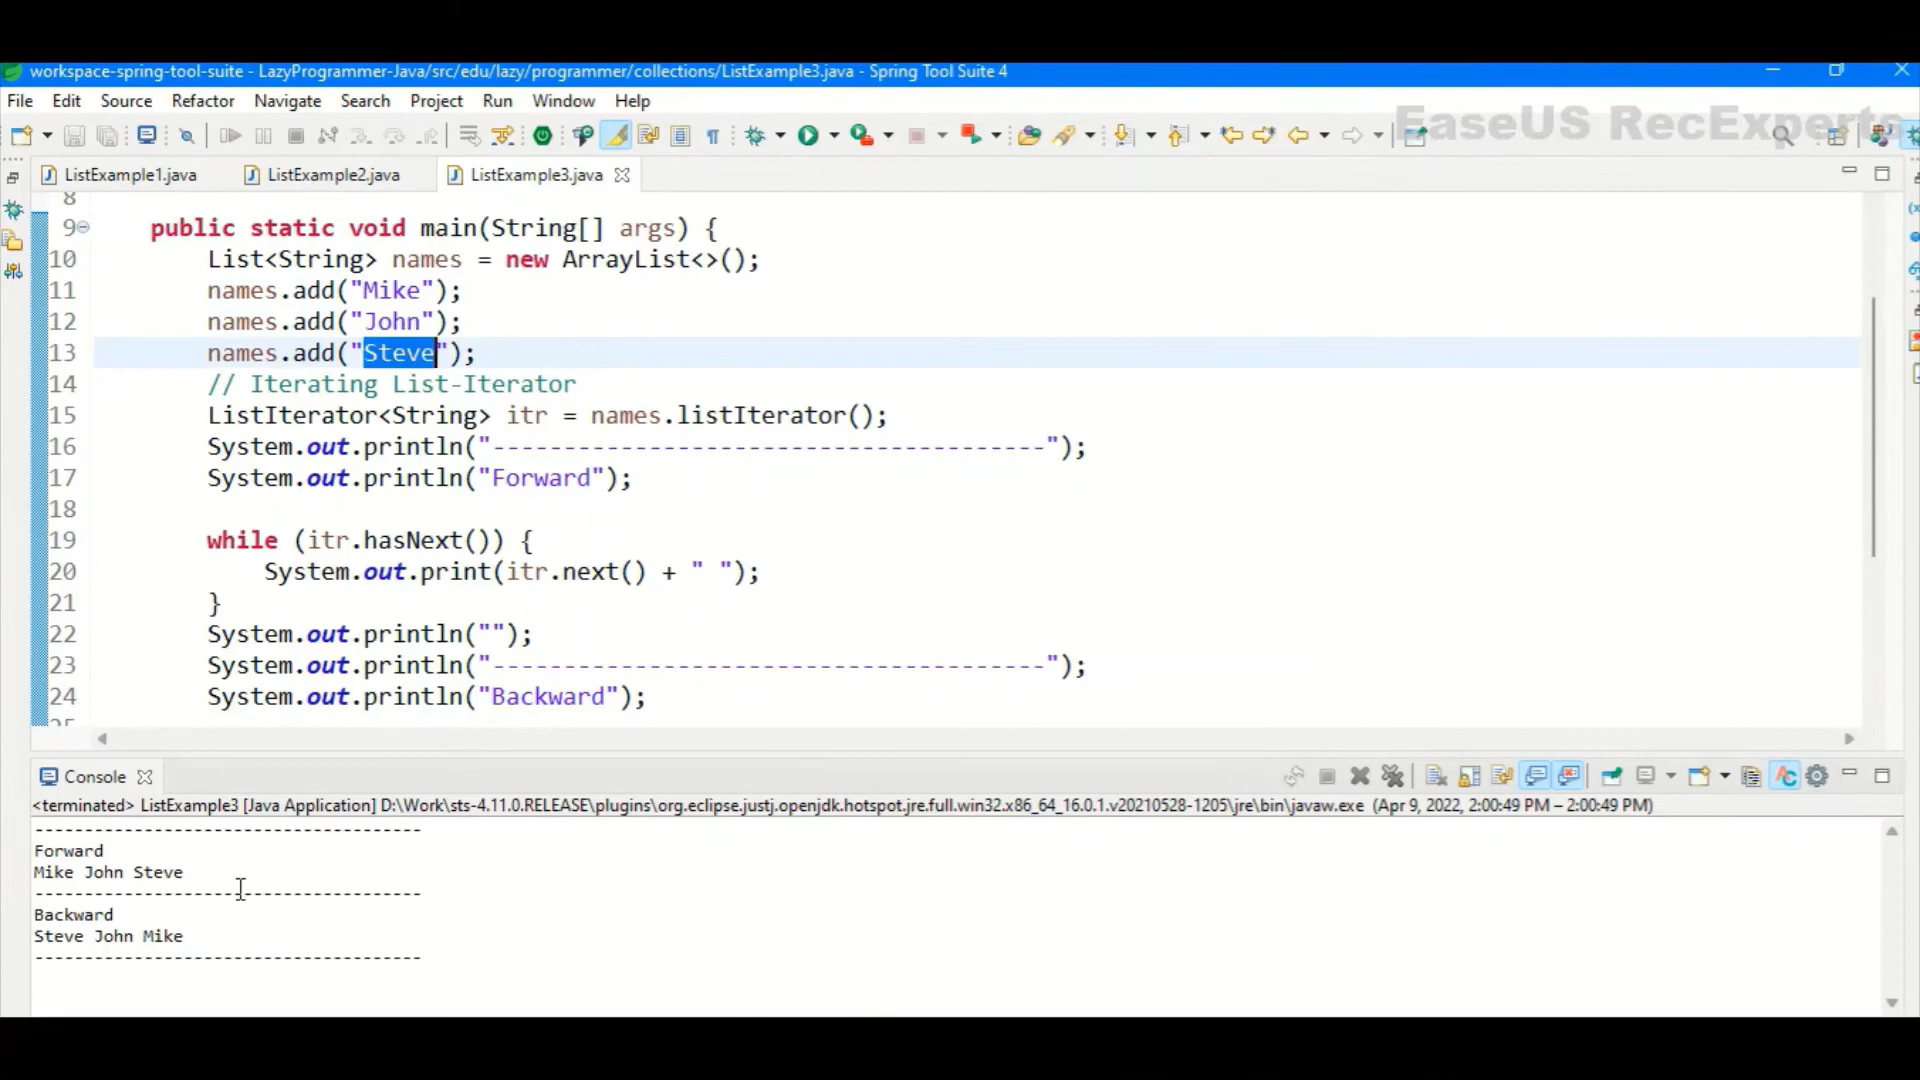 workspace-spring-tool-suite - LazyProgrammer-Java/src/edu/lazy/programmer/collections/ListExample3.java - Spring Tool Suite 4
File Edit Source Refactor Navigate Search Project Run Window Help
EaseUS RecExperts
ListExample1.java ListExample2.java ListExample3.java
8
9 public static void main(String[] args) {
10 List<String> names = new ArrayList<>();
11 names.add("Mike");
12 names.add("John");
13 names.add("Steve");
14 // Iterating List-Iterator
15 ListIterator<String> itr = names.listIterator();
16 System.out.println("---------------------------------------");
17 System.out.println("Forward");
18
19 while (itr.hasNext()) {
20 System.out.print(itr.next() + " ");
21 }
22 System.out.println("");
23 System.out.println("---------------------------------------");
24 System.out.println("Backward");
25
Console
<terminated> ListExample3 [Java Application] D:\Work\sts-4.11.0.RELEASE\plugins\org.eclipse.justj.openjdk.hotspot.jre.full.win32.x86_64_16.0.1.v20210528-1205\jre\bin\javaw.exe (Apr 9, 2022, 2:00:49 PM – 2:00:49 PM)
---------------------------------------
Forward
Mike John Steve
---------------------------------------
Backward
Steve John Mike
---------------------------------------